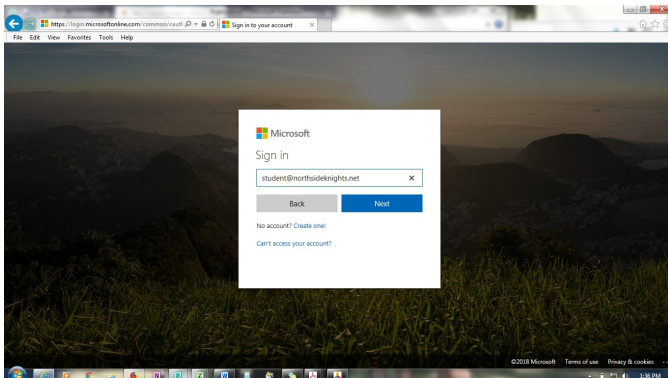 https://login.microsoftonline.com/common/oaut
Sign in to your account
File Edit View Favorites Tools Help
Microsoft
Sign in
student@northsideknights.net
Back
Next
No account? Create one!
Can't access your account?
©2018 Microsoft Terms of use Privacy & cookies
1:36 PM